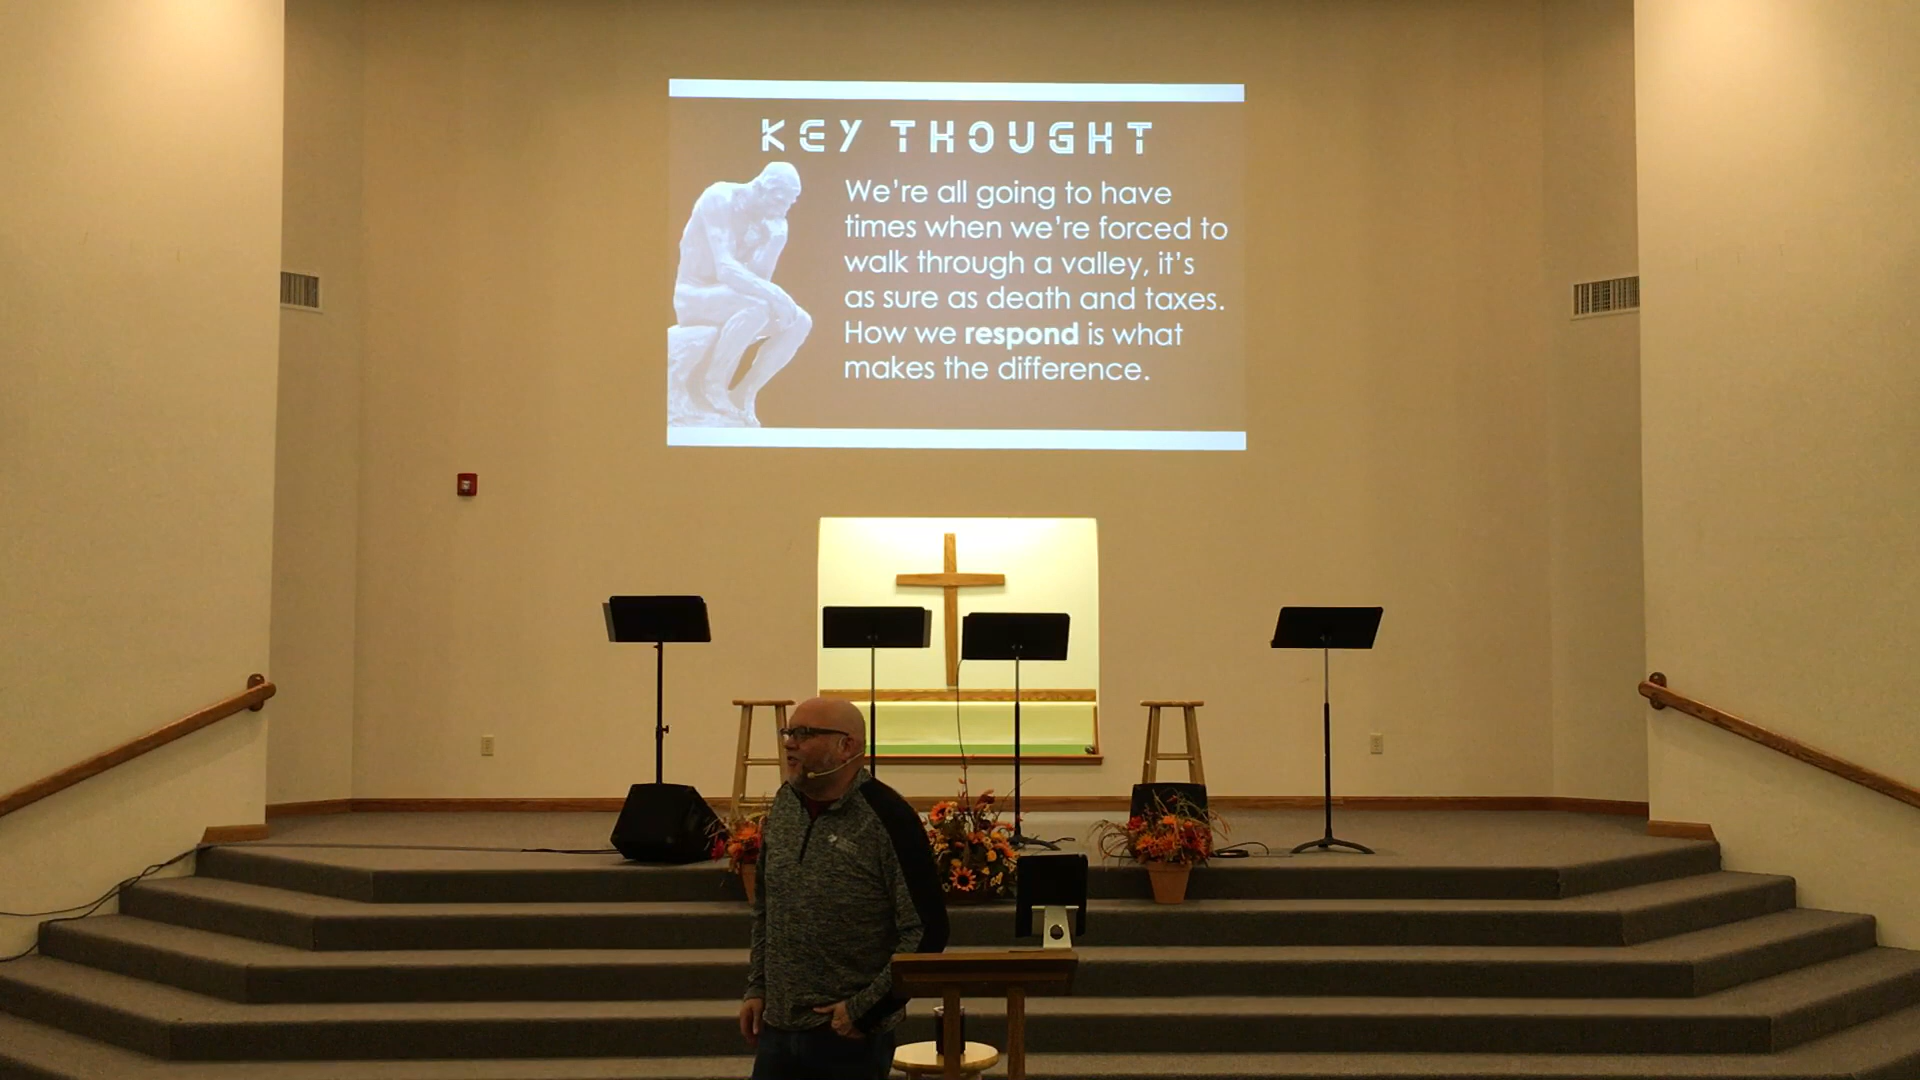 KEY THOUGHT
We're all going to have
times when we're forced to
walk through a valley, it's
as sure as death and taxes.
How we respond is what
makes the difference.